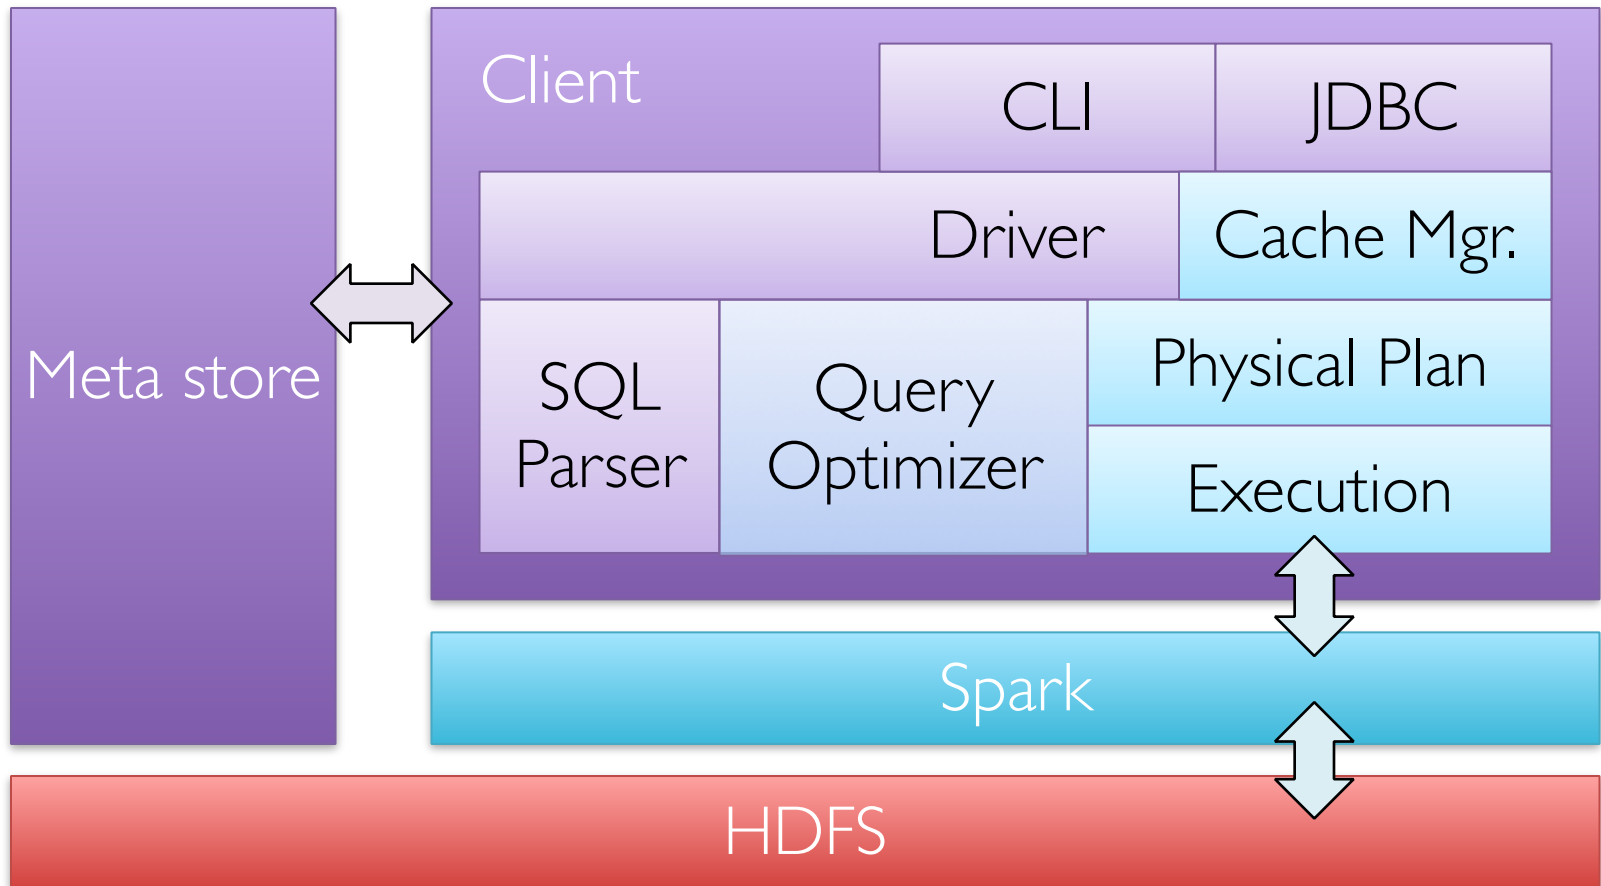 Client
CLI
JDBC
Driver
Cache Mgr.
Meta store
SQL
Parser
Query
Optimizer
Physical Plan
Execution
Spark
HDFS